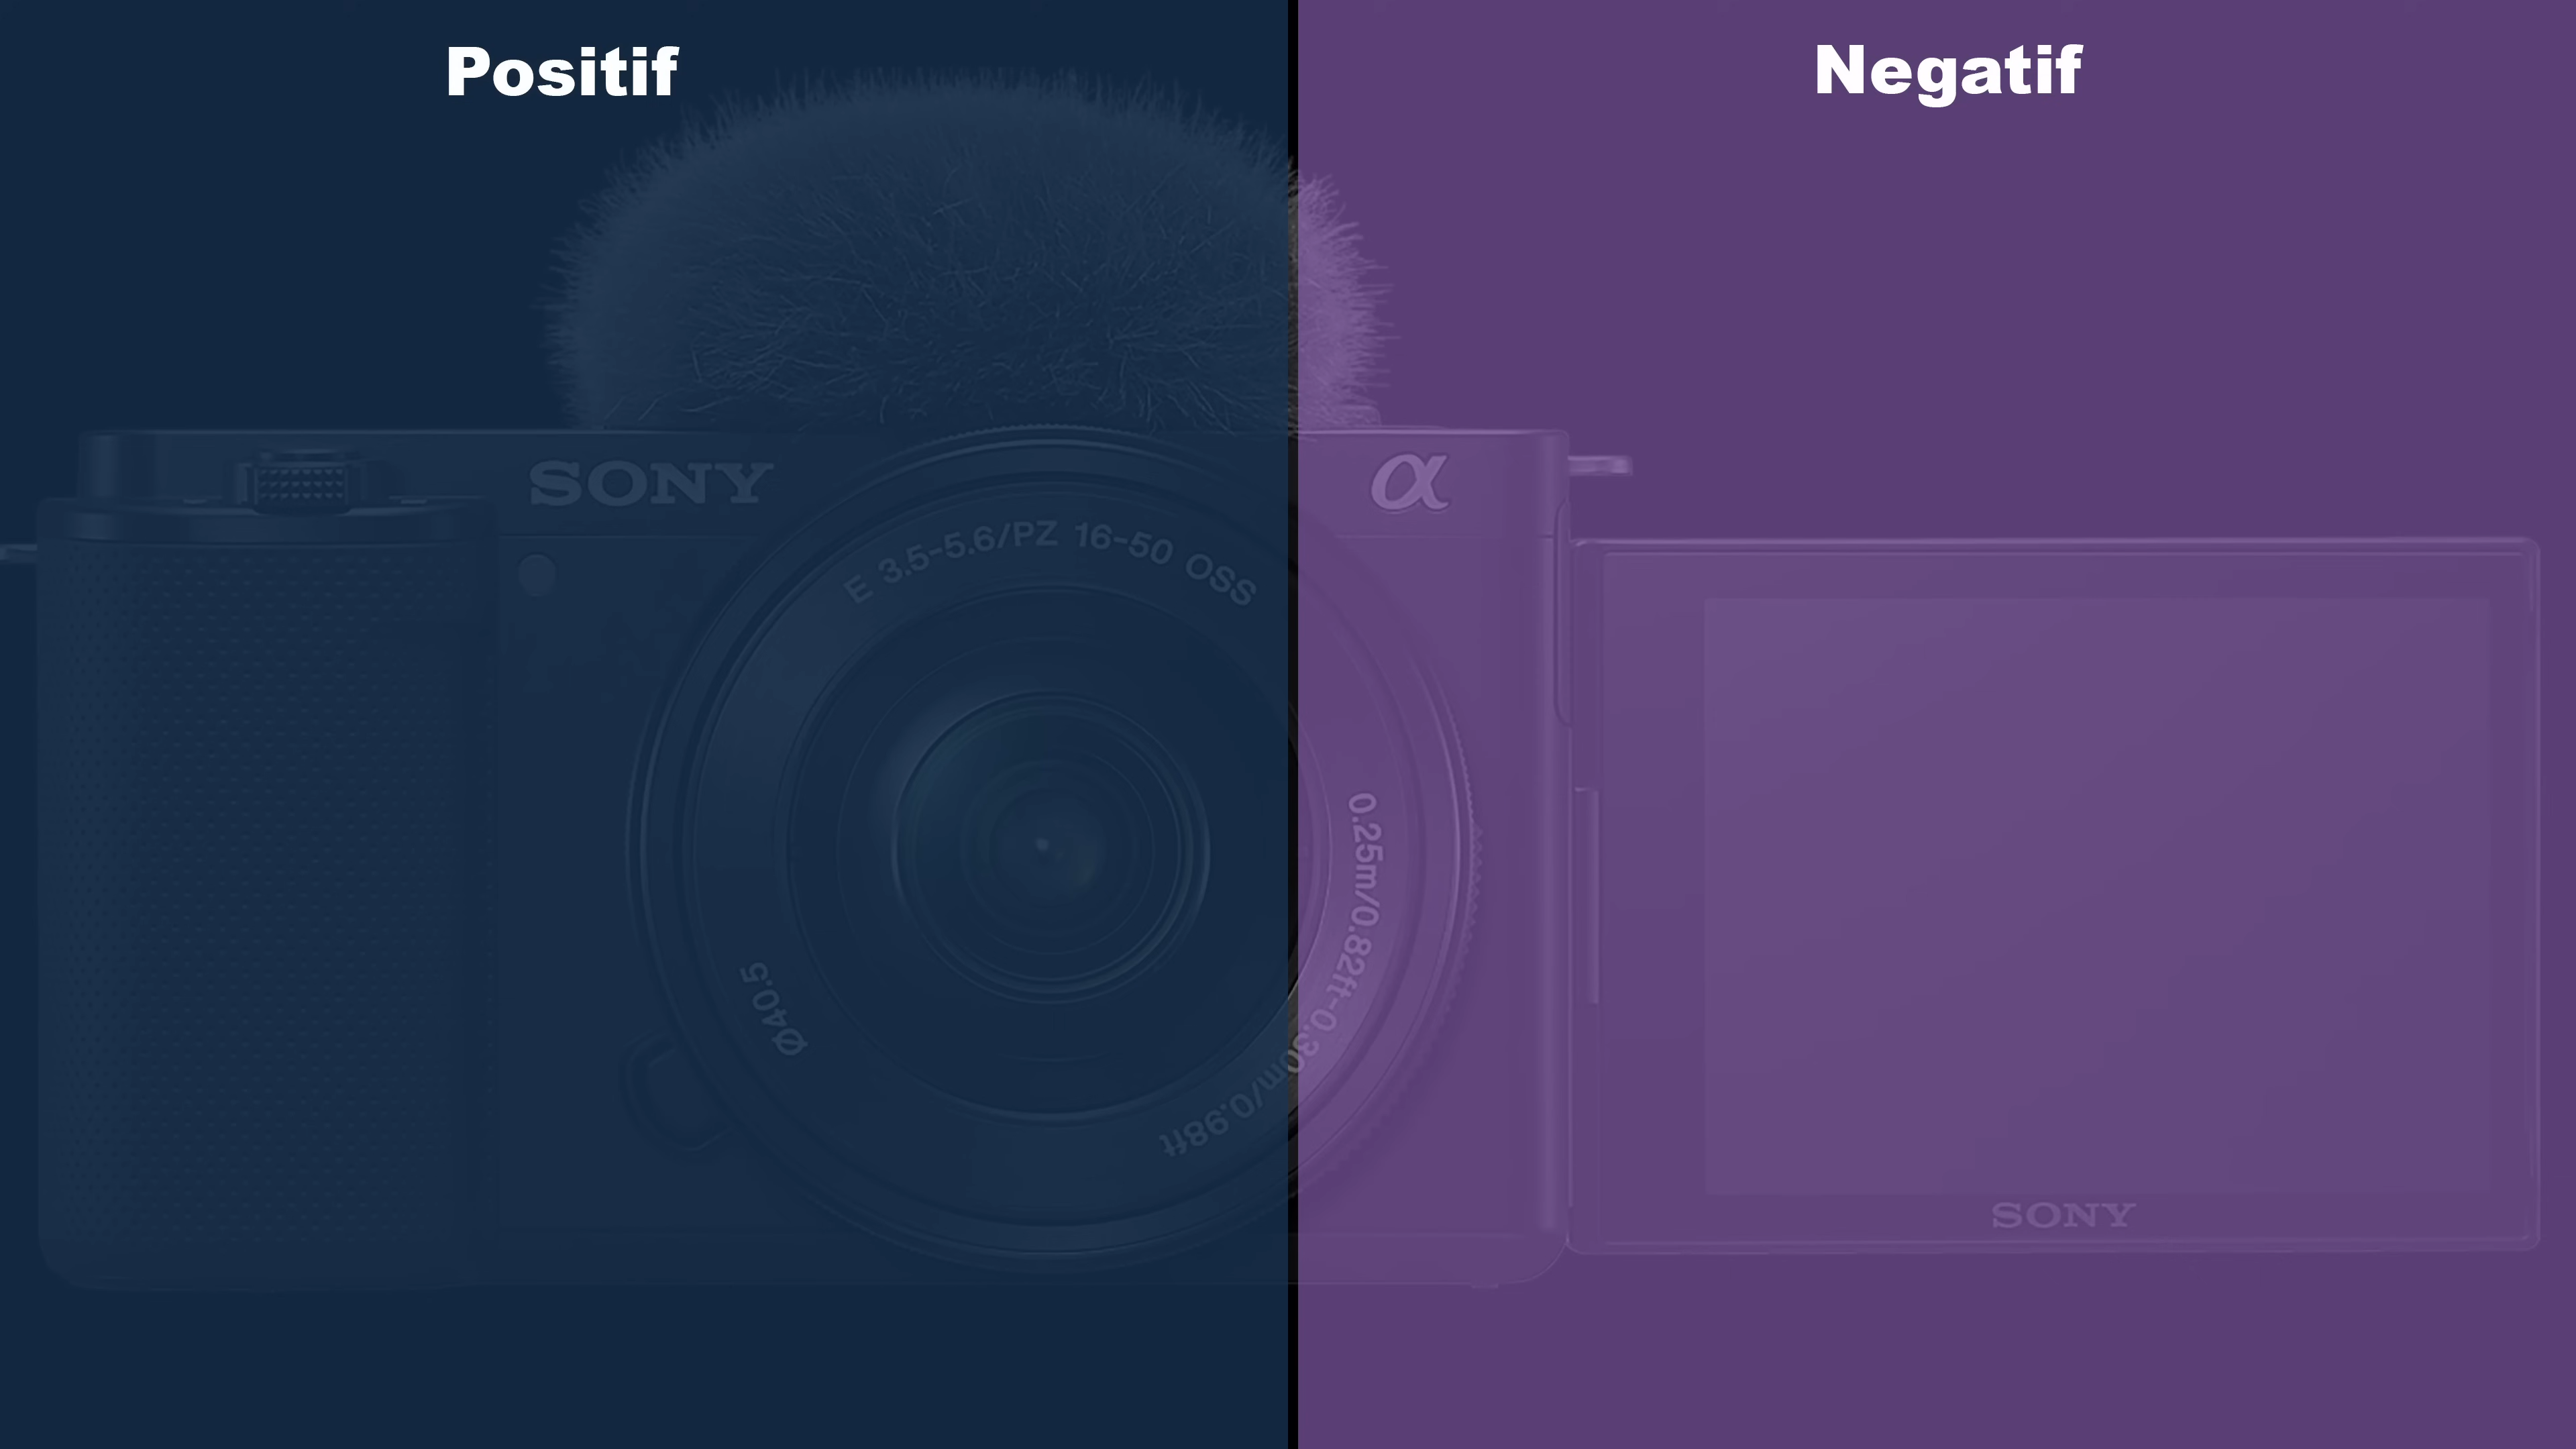 Positif
Negatif
SONY
α
E 3.5-5.6/PZ 16-50 OSS
0.25m/0.82ft-0.30m/0.98ft
Ø40.5
SONY